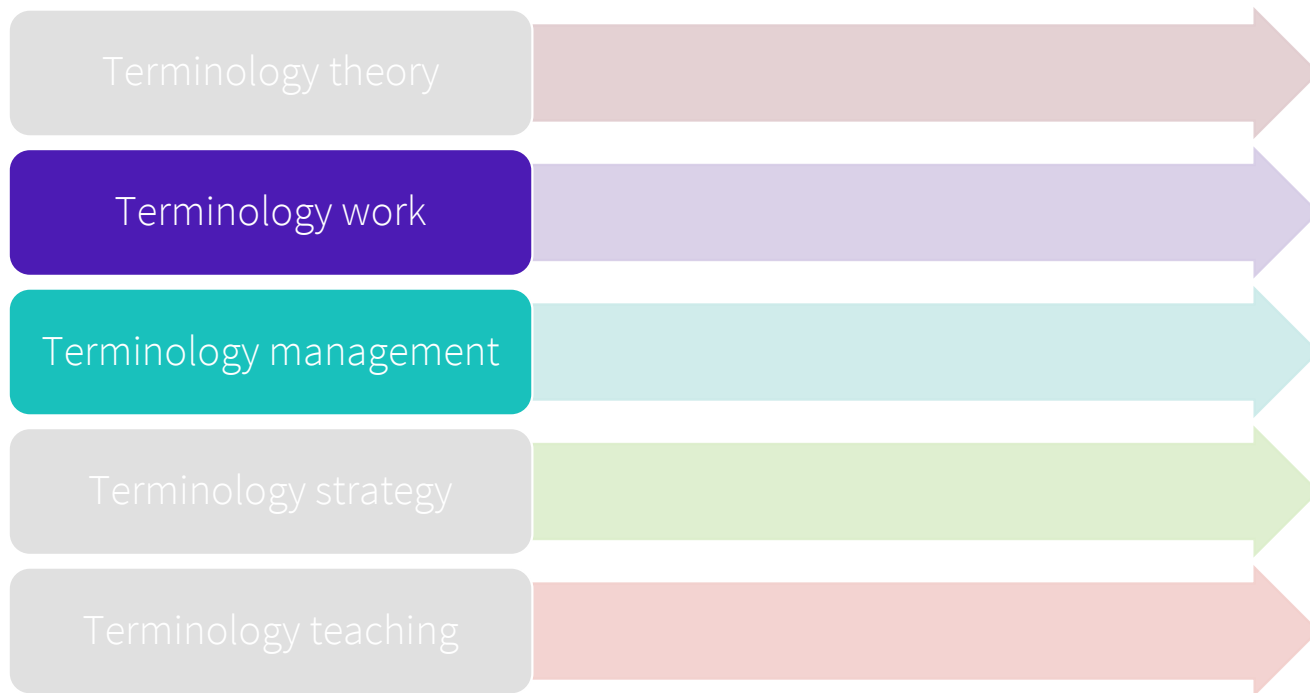 Terminology theory
Terminology work
Terminology management
Terminology strategy
Terminology teaching